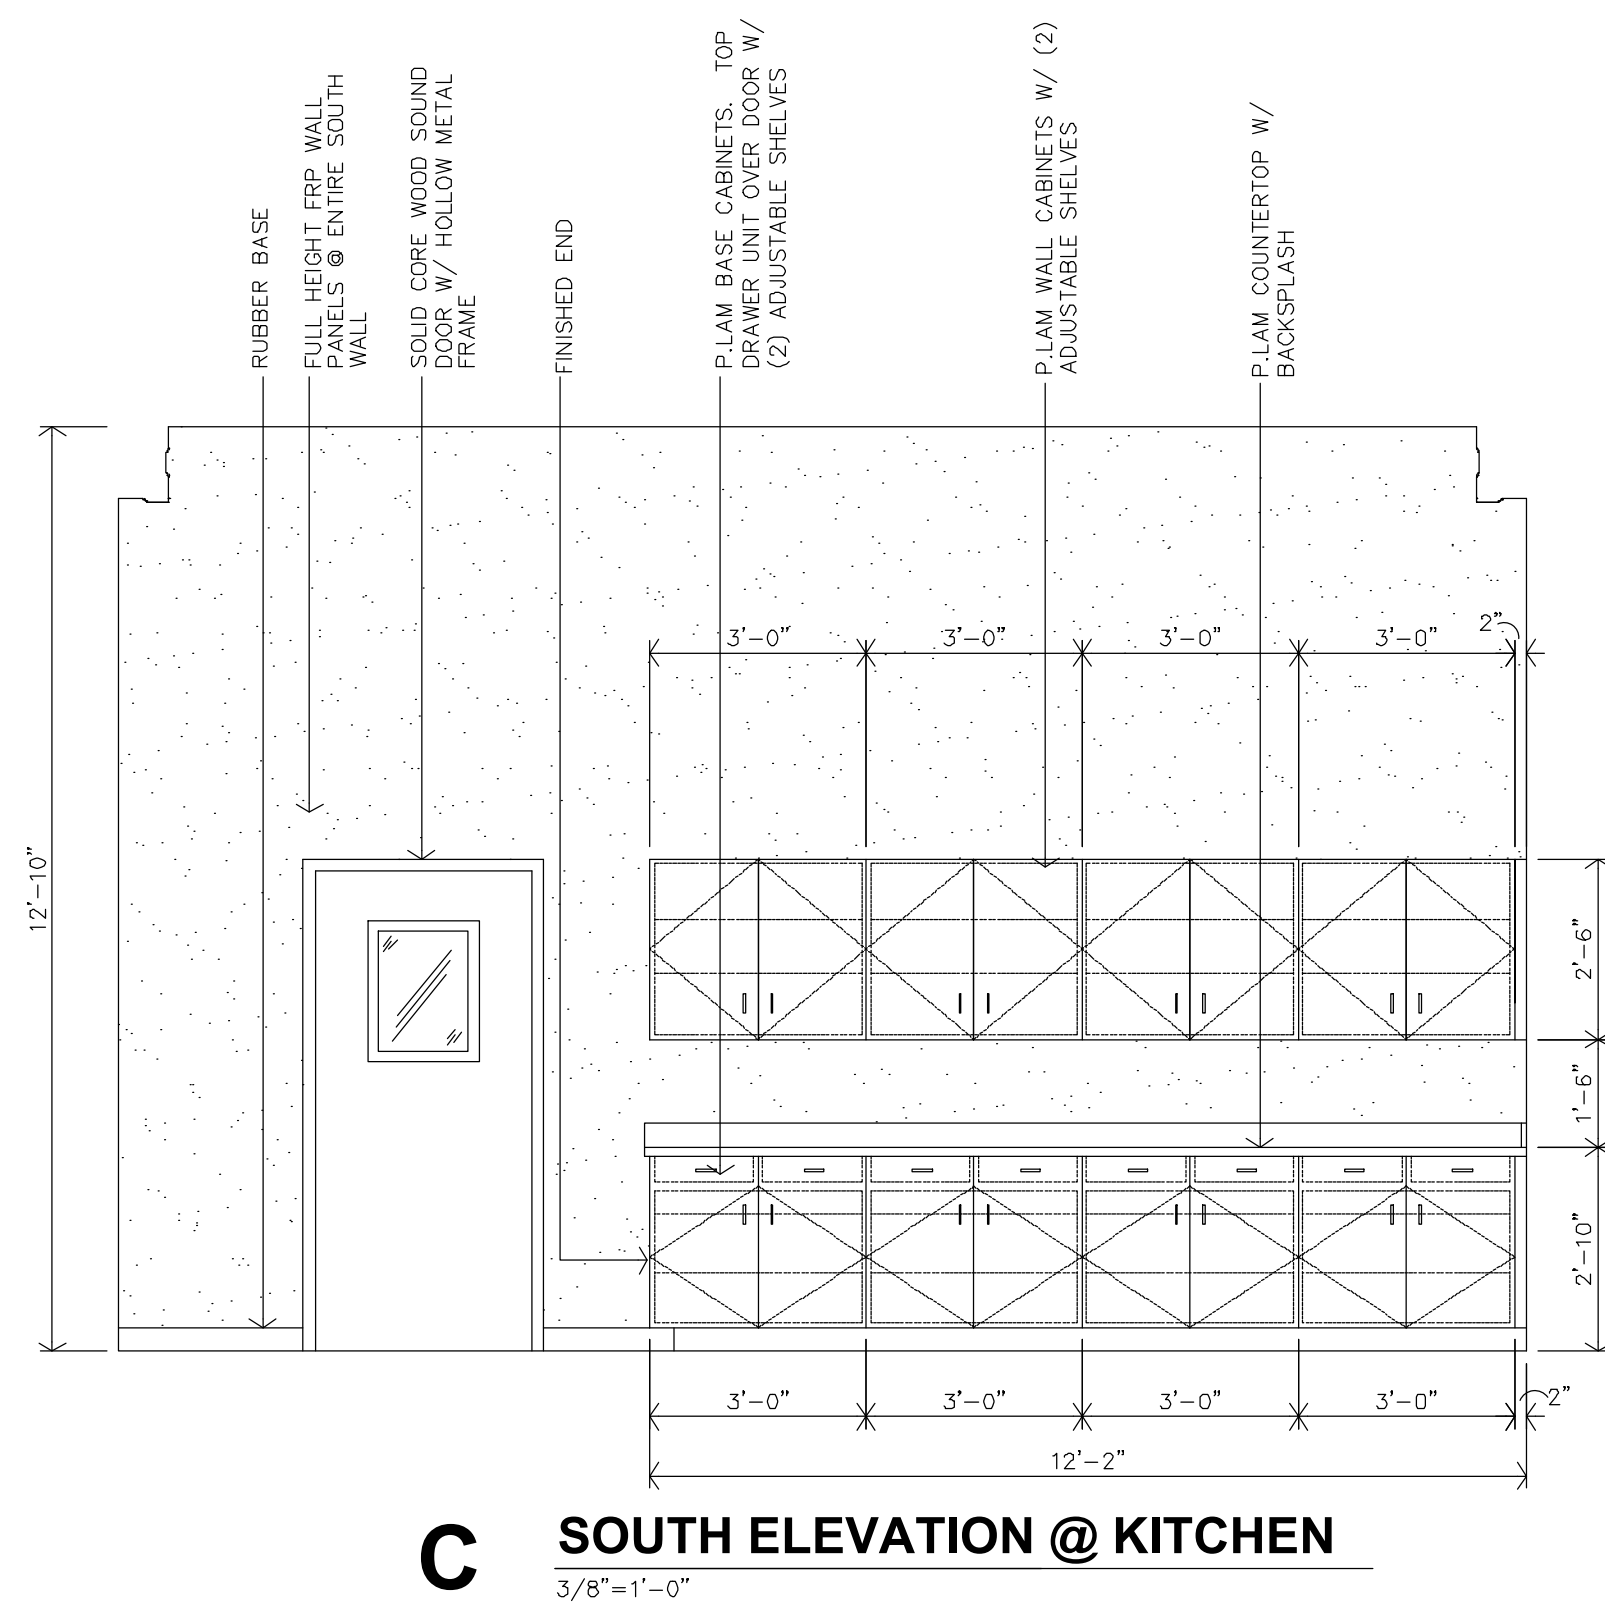 RUBBER BASE
FULL HEIGHT FRP WALL
PANELS @ ENTIRE SOUTH
WALL
SOLID CORE WOOD SOUND
DOOR W/ HOLLOW METAL
FRAME
FINISHED END
P.LAM BASE CABINETS. TOP
DRAWER UNIT OVER DOOR W/
(2) ADJUSTABLE SHELVES
P.LAM WALL CABINETS W/ (2)
ADJUSTABLE SHELVES
P.LAM COUNTERTOP W/
BACKSPLASH
12'-10"
3'-0" 3'-0" 3'-0" 3'-0" 2"
2'-6"
1'-6"
2'-10"
3'-0" 3'-0" 3'-0" 3'-0" 2"
12'-2"
C SOUTH ELEVATION @ KITCHEN
3/8"=1'-0"